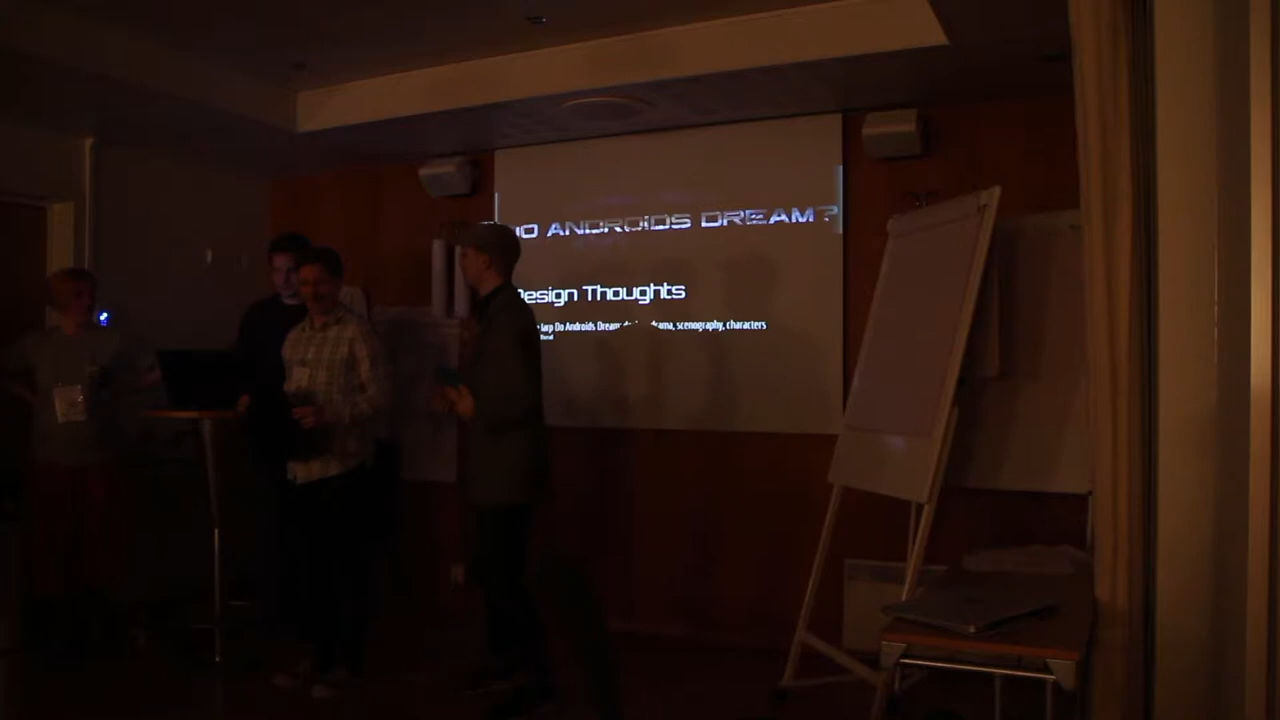 DO ANDROIDS DREAM?
Design Thoughts
larp Do Androids Dream drama, scenography, characters